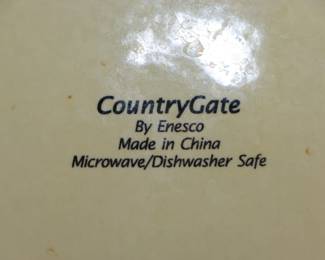 CountryGate
By Enesco
Made in China
Microwave/Dishwasher Safe